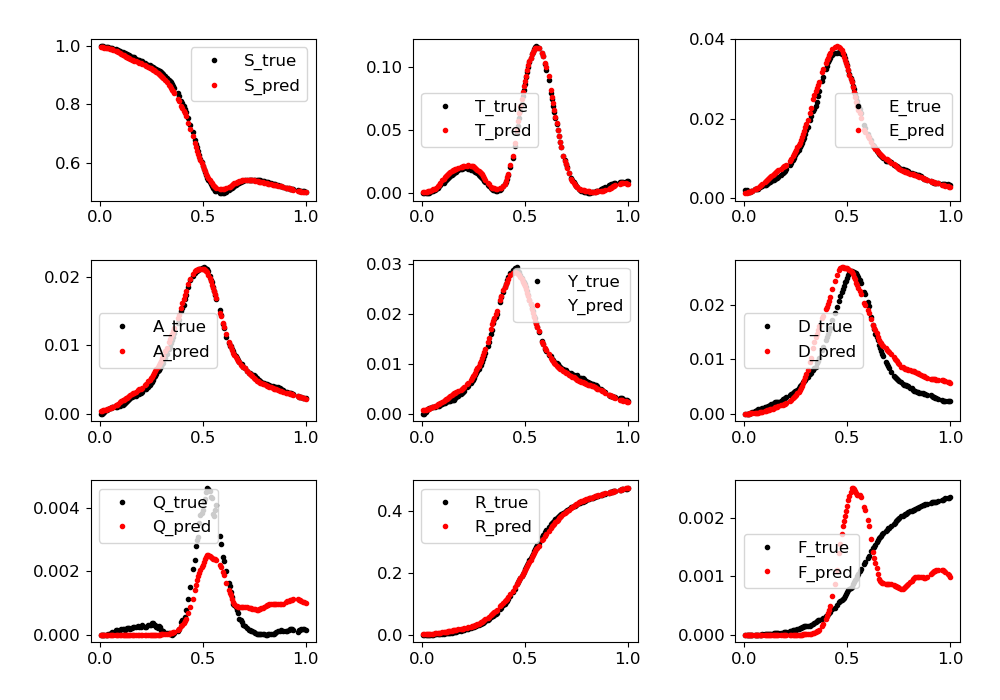 1.0
0.8
0.6
S_true
S_pred
0.0 0.5 1.0
0.10
0.05
0.00
T_true
T_pred
0.0 0.5 1.0
0.04
0.02
0.00
E_true
E_pred
0.0 0.5 1.0
0.02
0.01
0.00
A_true
A_pred
0.0 0.5 1.0
0.03
0.02
0.01
0.00
Y_true
Y_pred
0.0 0.5 1.0
0.02
0.01
0.00
D_true
D_pred
0.0 0.5 1.0
0.004
0.002
0.000
Q_true
Q_pred
0.0 0.5 1.0
0.4
0.2
0.0
R_true
R_pred
0.0 0.5 1.0
0.002
0.001
0.000
F_true
F_pred
0.0 0.5 1.0